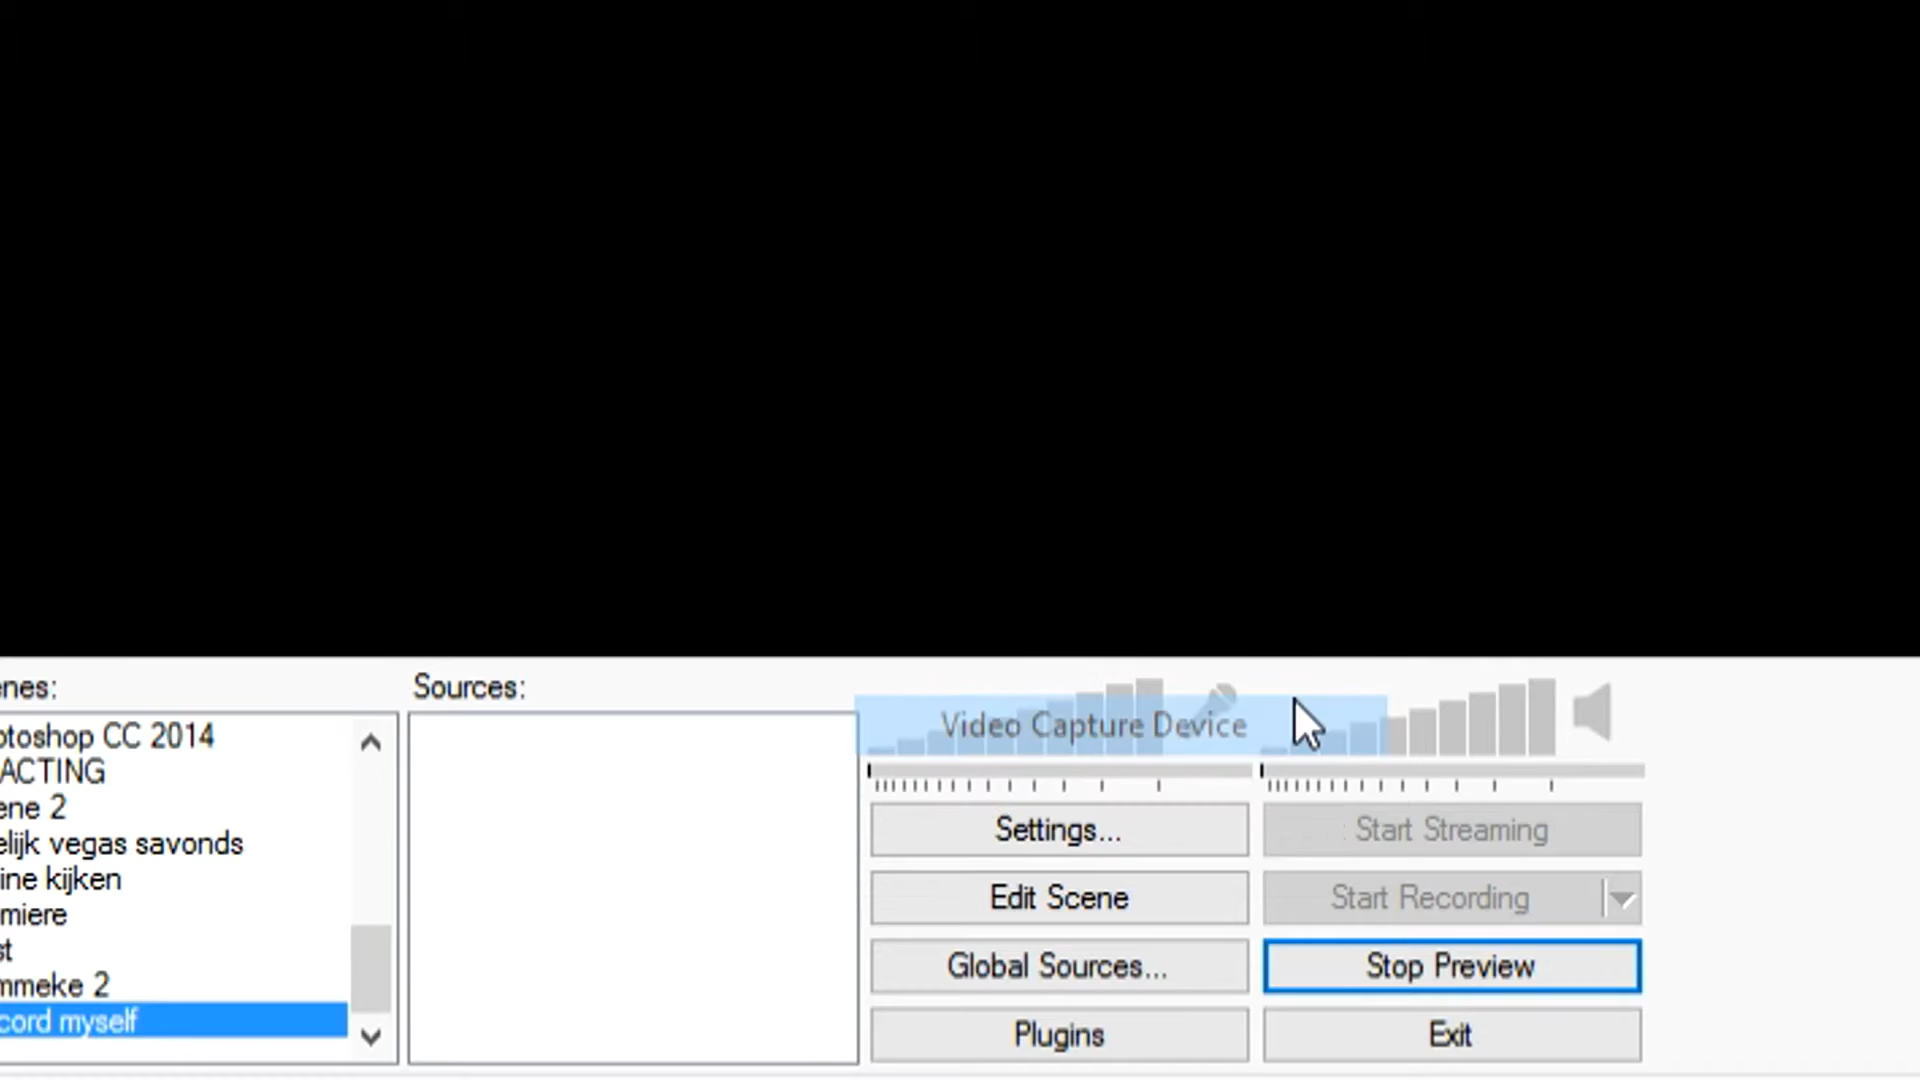 enes:
otoshop CC 2014
ACTING
ene 2
elijk vegas savonds
ine kijken
miere
st
mmeke 2
cord myself
Sources:
Video Capture Device
Settings...
Edit Scene
Global Sources...
Plugins
Start Streaming
Start Recording
Stop Preview
Exit